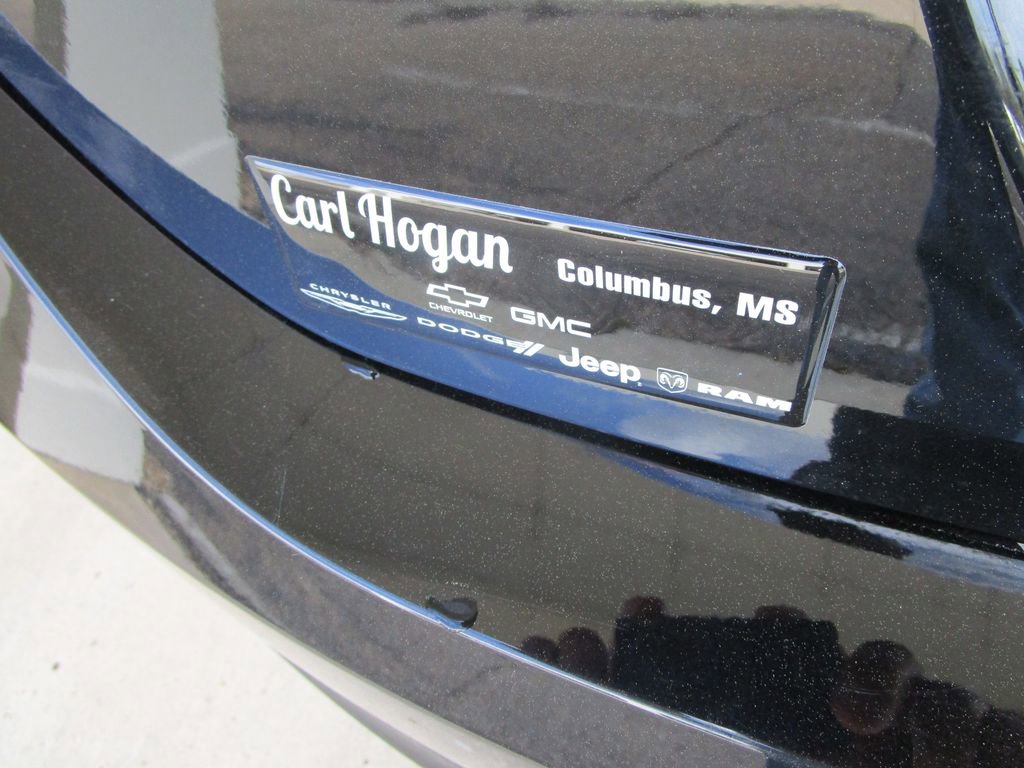 Carl Hogan
Columbus, MS
CHRYSLER
CHEVROLET
GMC
DODGE
Jeep
RAM